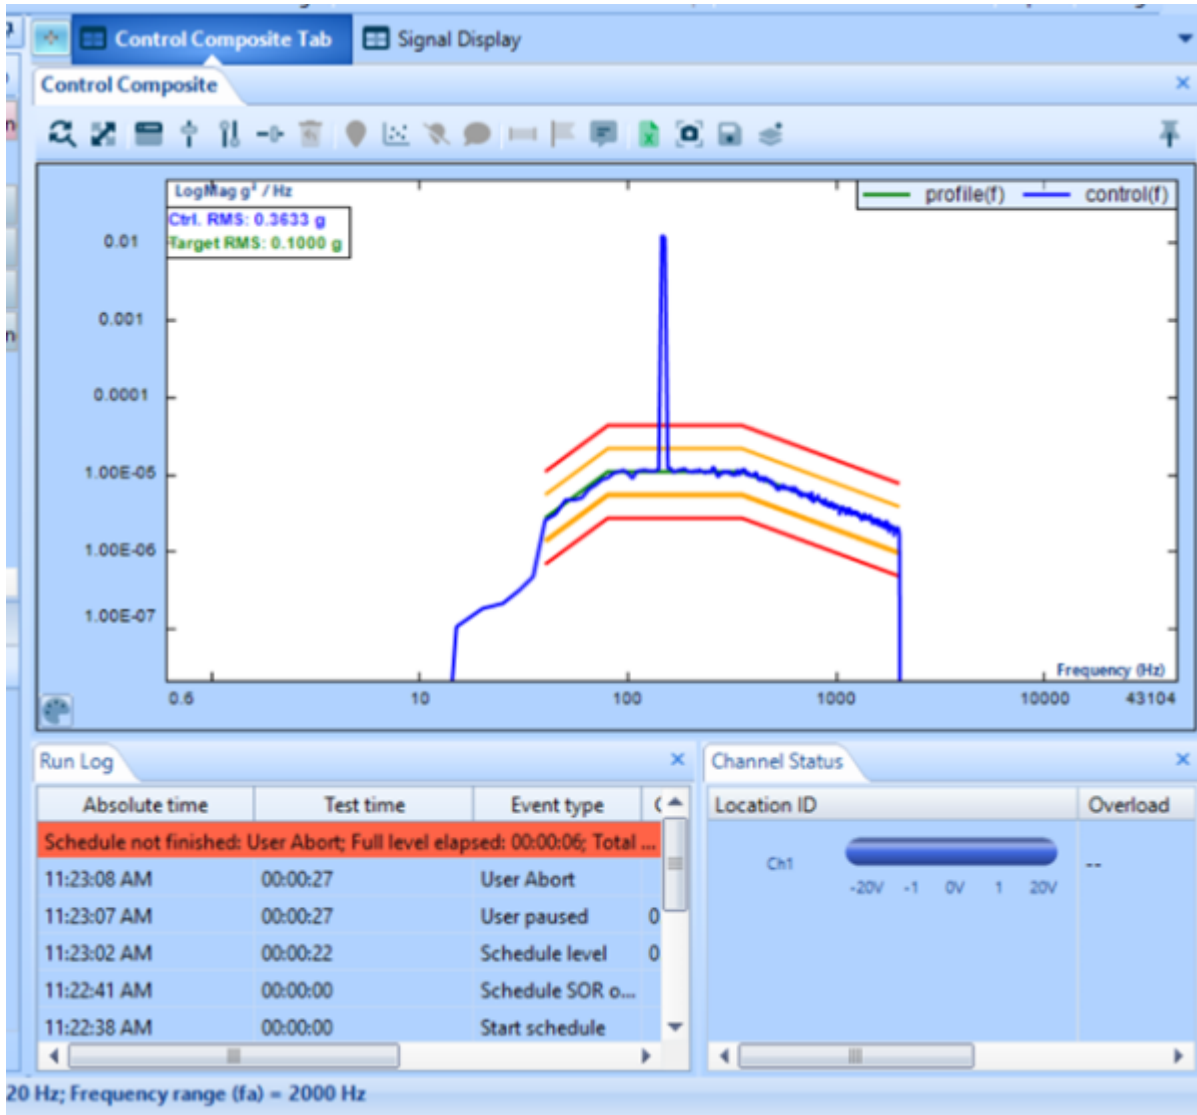 Control Composite Tab
Signal Display
Control Composite
LogMag g² / Hz
profile(f)
control(f)
Ctrl. RMS: 0.3633 g
Target RMS: 0.1000 g
0.01
0.001
0.0001
1.00E-05
1.00E-06
1.00E-07
Frequency (Hz)
0.6
10
100
1000
10000
43104
Run Log
Channel Status
Absolute time
Test time
Event type
Location ID
Overload
Schedule not finished: User Abort; Full level elapsed: 00:00:06; Total ...
11:23:08 AM
00:00:27
User Abort
11:23:07 AM
00:00:27
User paused
0
11:23:02 AM
00:00:22
Schedule level
0
11:22:41 AM
00:00:00
Schedule SOR o...
11:22:38 AM
00:00:00
Start schedule
Ch1
--
-20V
-1
0V
1
20V
20 Hz; Frequency range (fa) = 2000 Hz